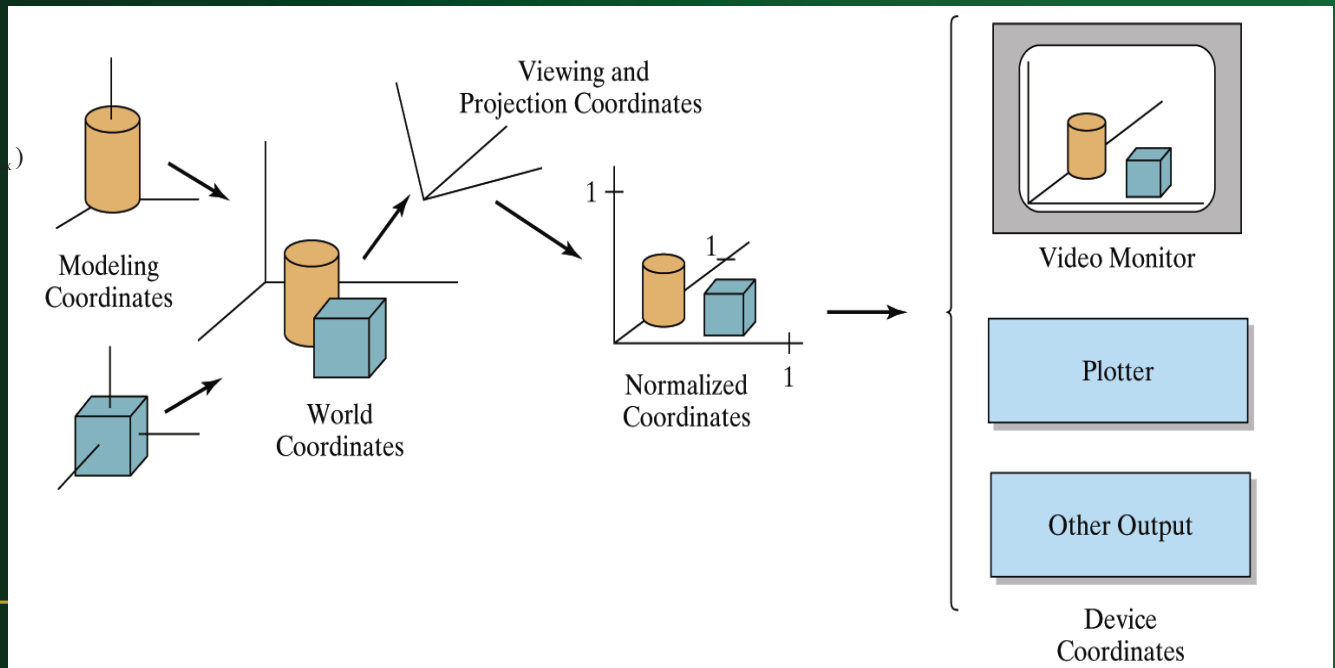 Viewing and
Projection Coordinates
)
Modeling
Coordinates
World
Coordinates
1
1
1
Normalized
Coordinates
Video Monitor
Plotter
Other Output
Device
Coordinates